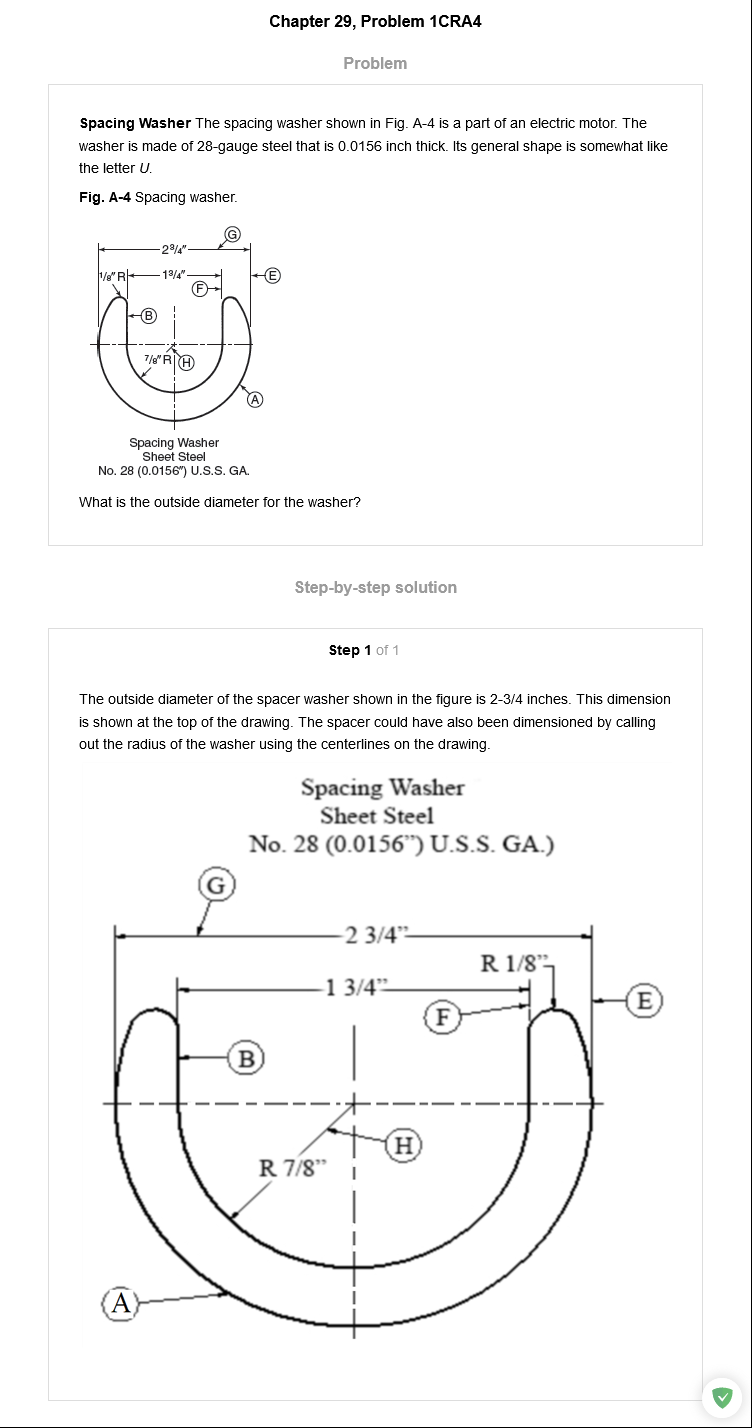 Chapter 29, Problem 1CRA4
Problem
Spacing Washer The spacing washer shown in Fig. A-4 is a part of an electric motor. The
washer is made of 28-gauge steel that is 0.0156 inch thick. Its general shape is somewhat like
the letter U.
Fig. A-4 Spacing washer.
G
2 3/4"
1/8" R
1 3/4"
E
F
B
7/8" R
H
A
Spacing Washer
Sheet Steel
No. 28 (0.0156") U.S.S. GA.
What is the outside diameter for the washer?
Step-by-step solution
Step 1 of 1
The outside diameter of the spacer washer shown in the figure is 2-3/4 inches. This dimension
is shown at the top of the drawing. The spacer could have also been dimensioned by calling
out the radius of the washer using the centerlines on the drawing.
Spacing Washer
Sheet Steel
No. 28 (0.0156”) U.S.S. GA.)
G
2 3/4”
R 1/8”
1 3/4”
E
F
B
H
R 7/8”
A